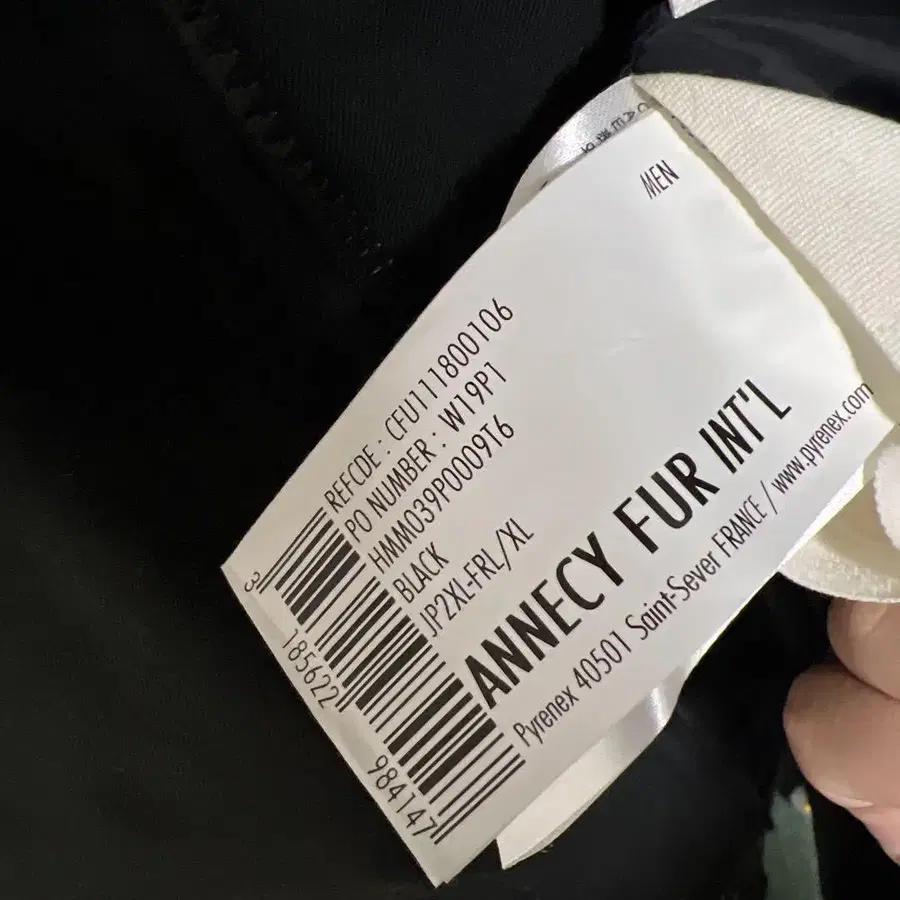 MEN
REFCDE : CFU111800106
PO NUMBER : W19P1
HMM039P0009T6
BLACK
JP2XL-FRL/XL
ANNECY FUR INT'L
Pyrenex 40501 Saint-Sever FRANCE / www.pyrenex.com
3 185622 984147